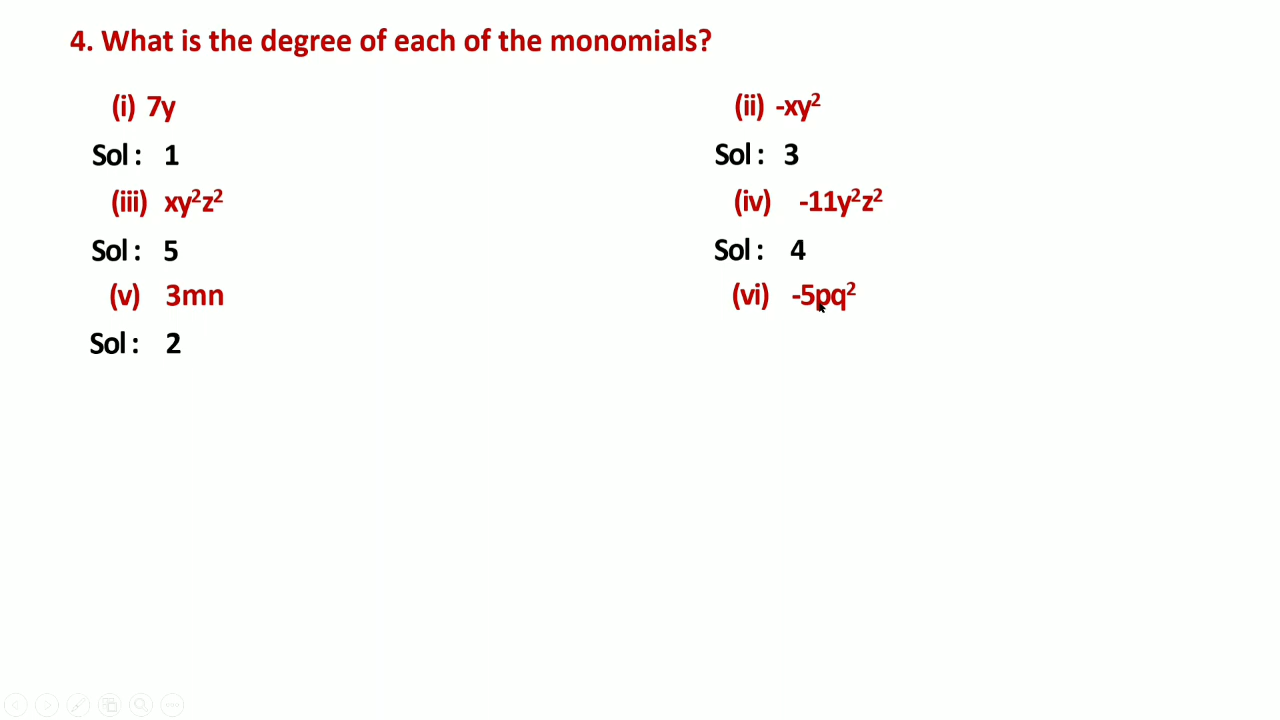 4. What is the degree of each of the monomials?
(i) 7y
(ii) -xy²
Sol : 1
Sol : 3
(iii) xy²z²
(iv) -11y²z²
Sol : 5
Sol : 4
(v) 3mn
(vi) -5pq²
Sol : 2